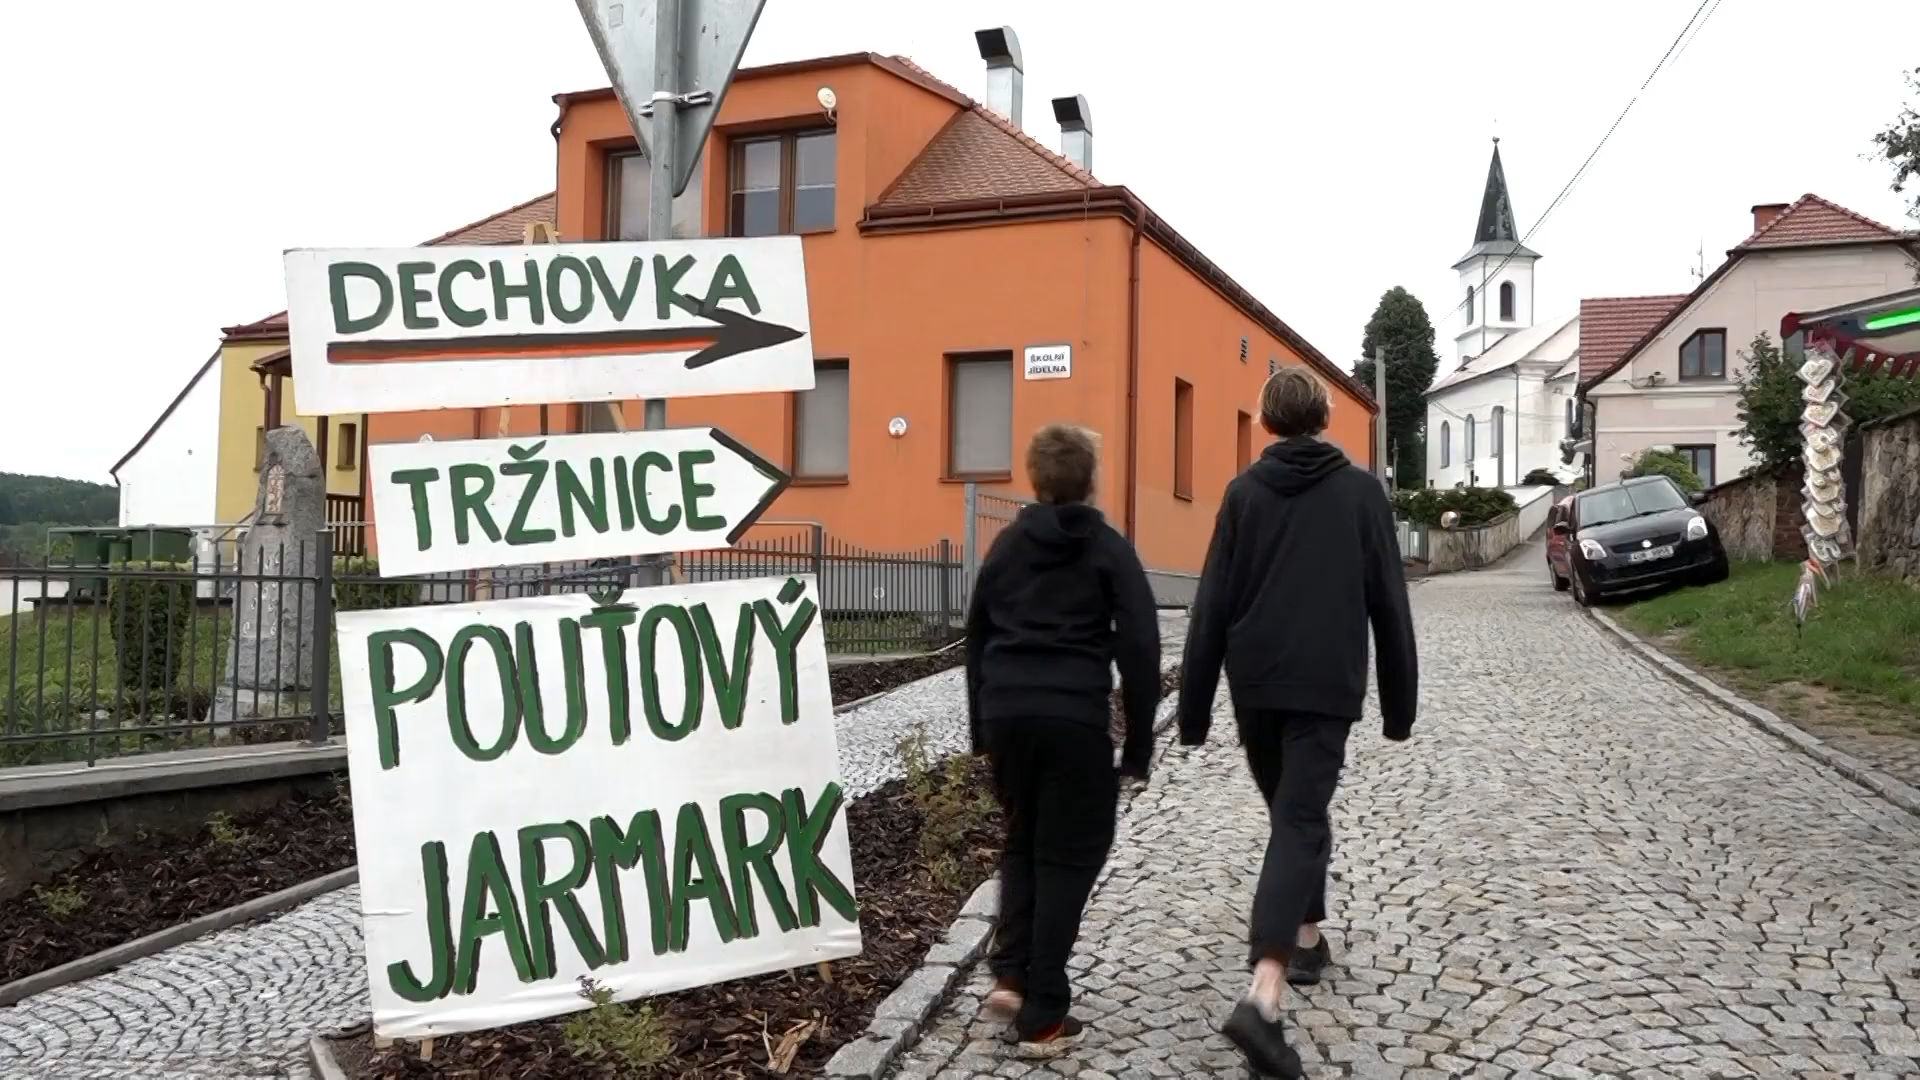 DECHOVKA
TRŽNICE
POUŤOVÝ
JARMARK
ŠKOLNÍ
JÍDELNA